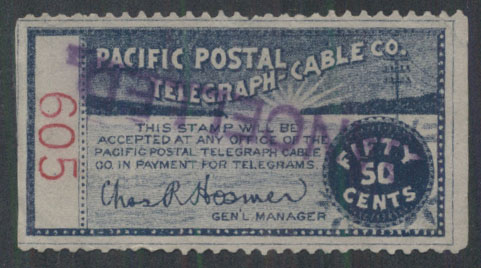 PACIFIC POSTAL
TELEGRAPH-CABLE CO.
605
THIS STAMP WILL BE
ACCEPTED AT ANY OFFICE OF THE
PACIFIC POSTAL TELEGRAPH CABLE
CO. IN PAYMENT FOR TELEGRAMS.
Chas R Hosmer
GEN'L MANAGER
FIFTY
50
CENTS